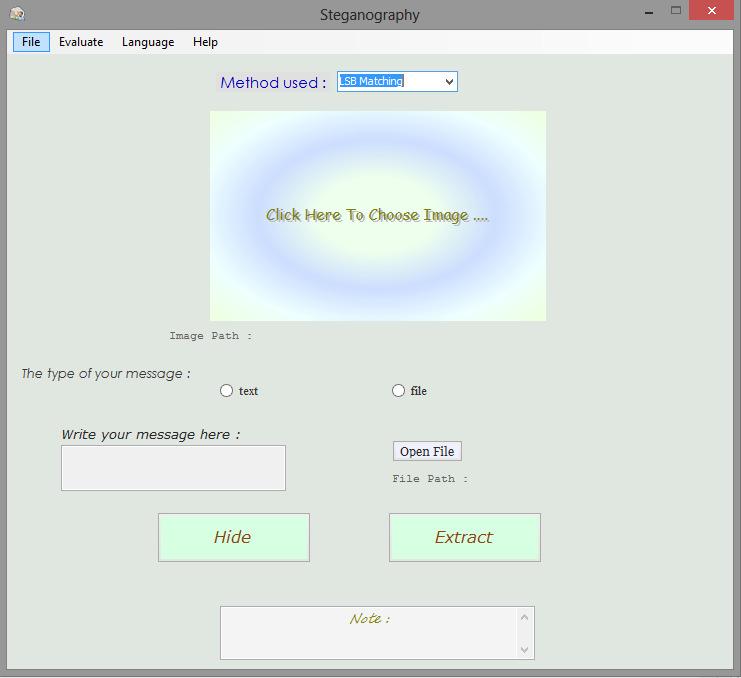 Steganography
File Evaluate Language Help
Method used : LSB Matching
Click Here To Choose Image ....
Image Path :
The type of your message :
text file
Write your message here :
Open File
File Path :
Hide Extract
Note :